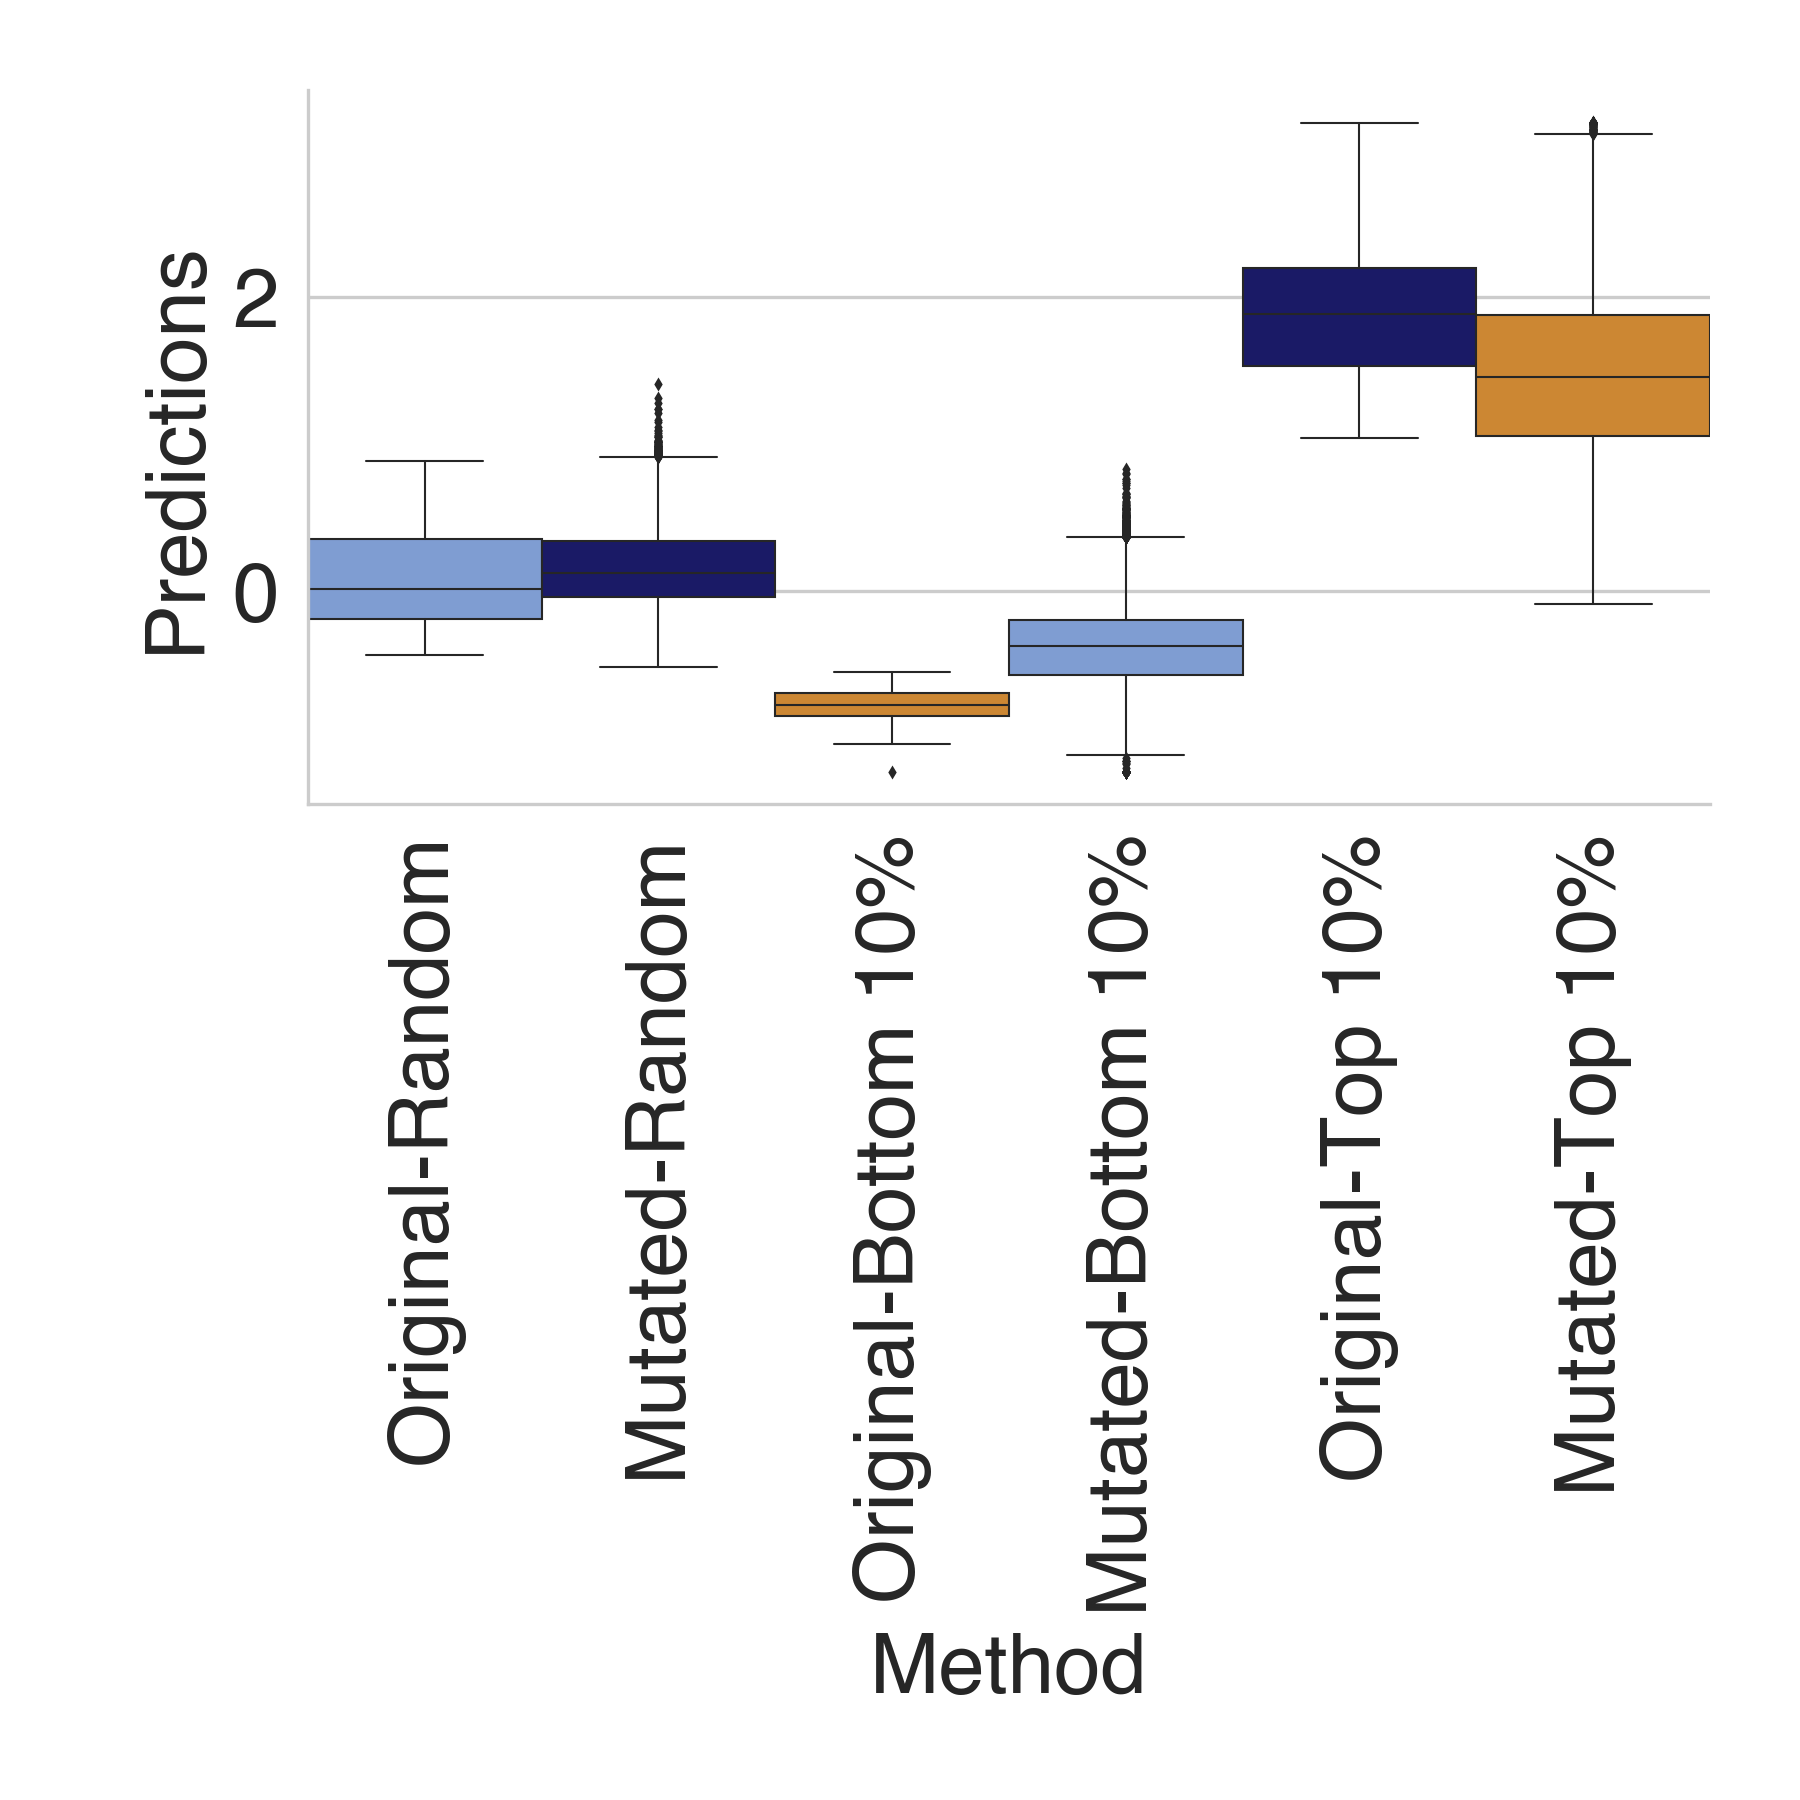 Predictions
2
0
Original-Random
Mutated-Random
Original-Bottom 10%
Mutated-Bottom 10%
Original-Top 10%
Mutated-Top 10%
Method